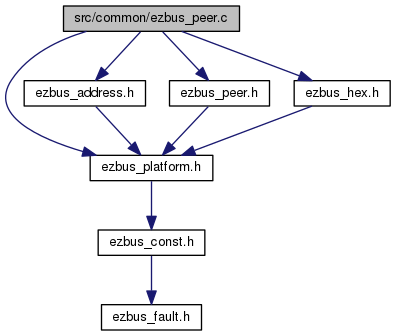 src/common/ezbus_peer.c
ezbus_address.h
ezbus_peer.h
ezbus_hex.h
ezbus_platform.h
ezbus_const.h
ezbus_fault.h